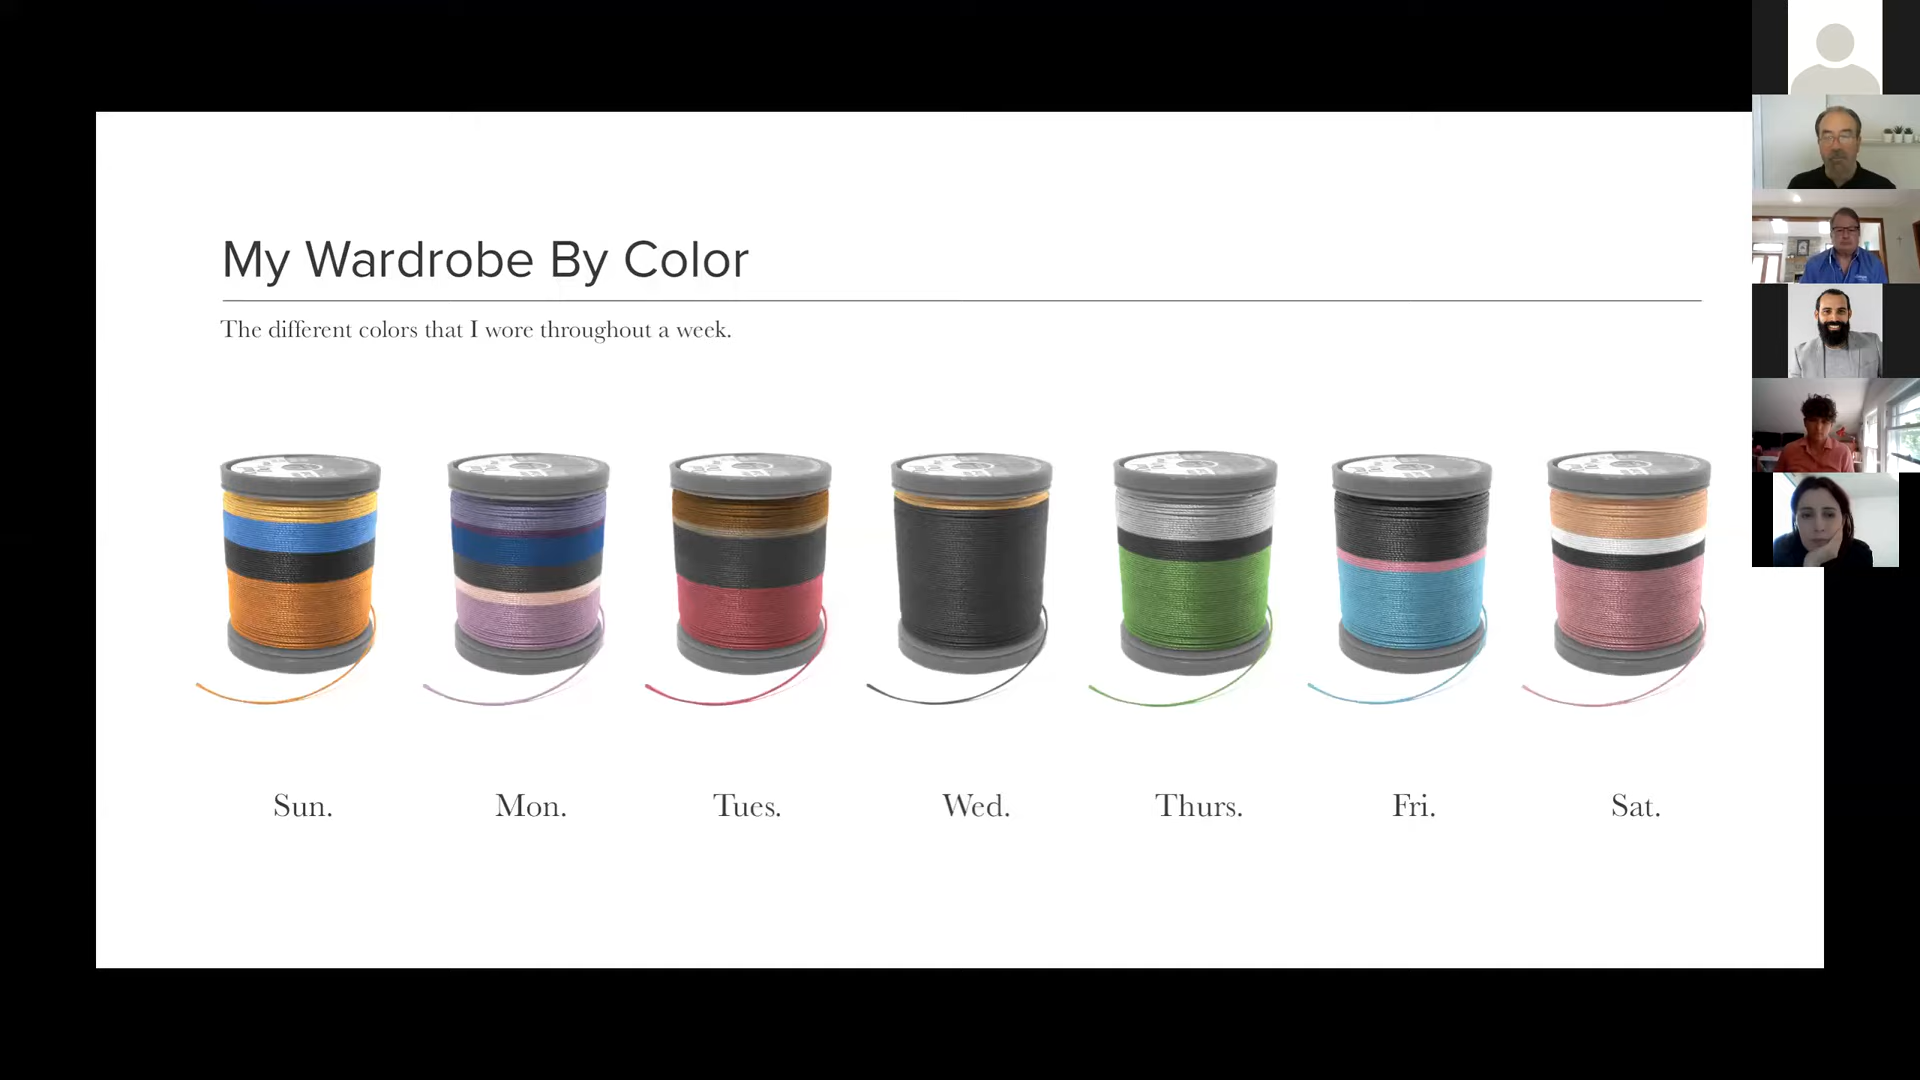 My Wardrobe By Color
The different colors that I wore throughout a week.
Sun.
Mon.
Tues.
Wed.
Thurs.
Fri.
Sat.